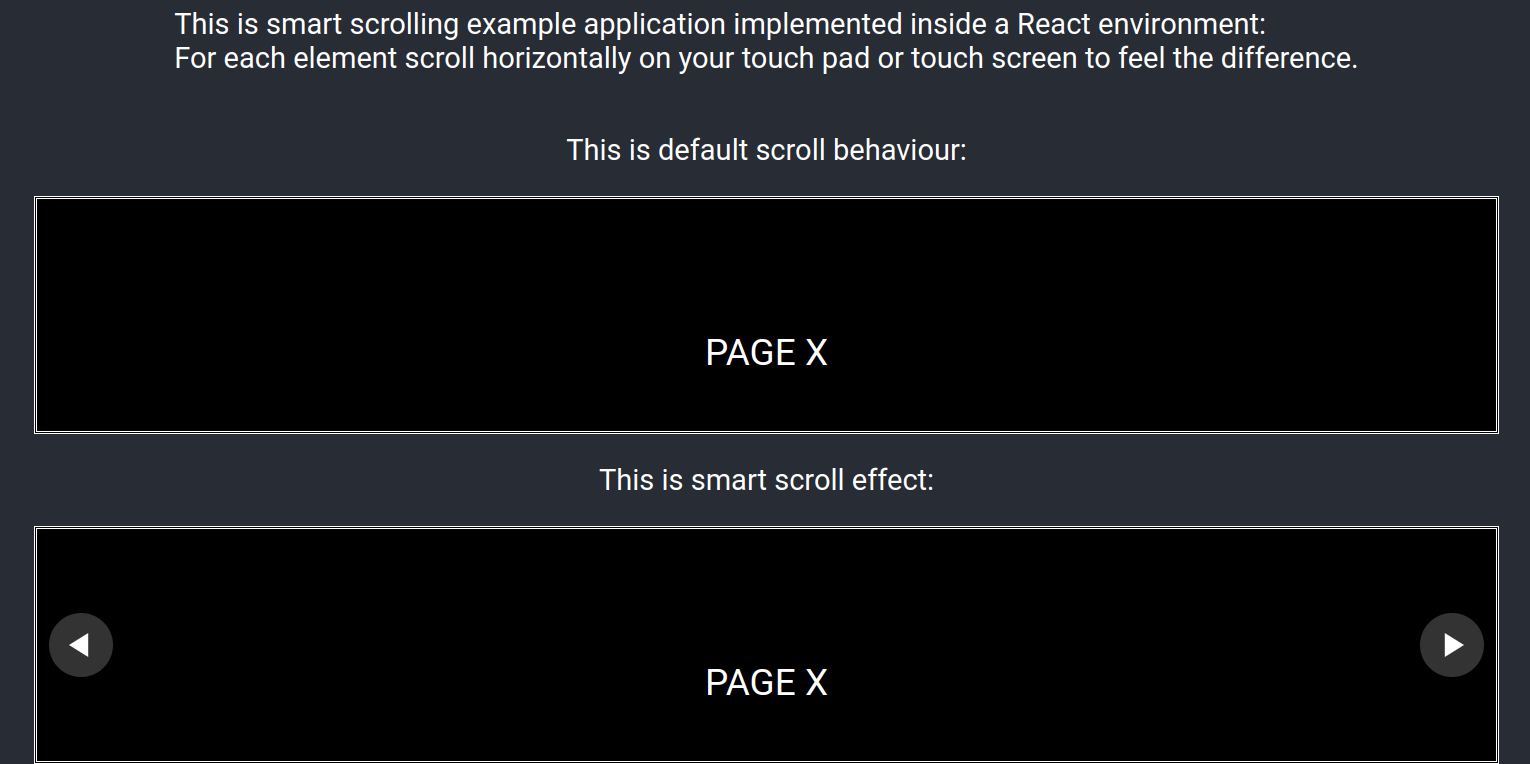 This is smart scrolling example application implemented inside a React environment:
For each element scroll horizontally on your touch pad or touch screen to feel the difference.
This is default scroll behaviour:
PAGE X
This is smart scroll effect:
PAGE X